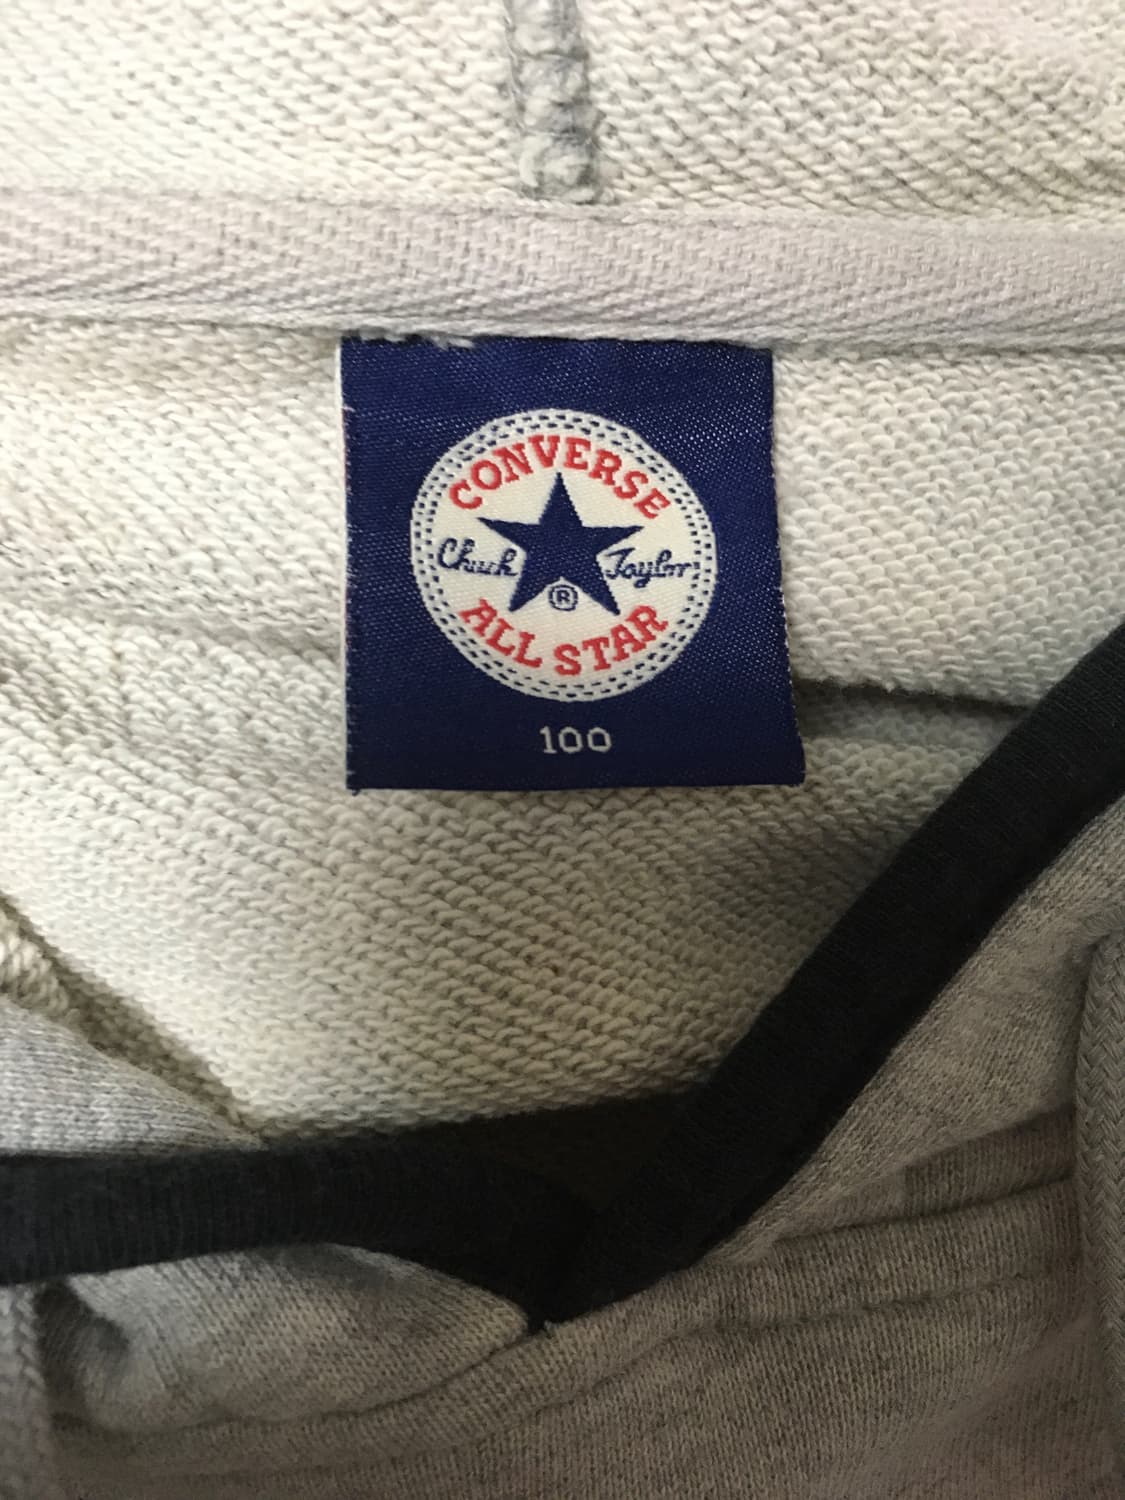 CONVERSE
Chuck Taylor
®
ALL STAR
100